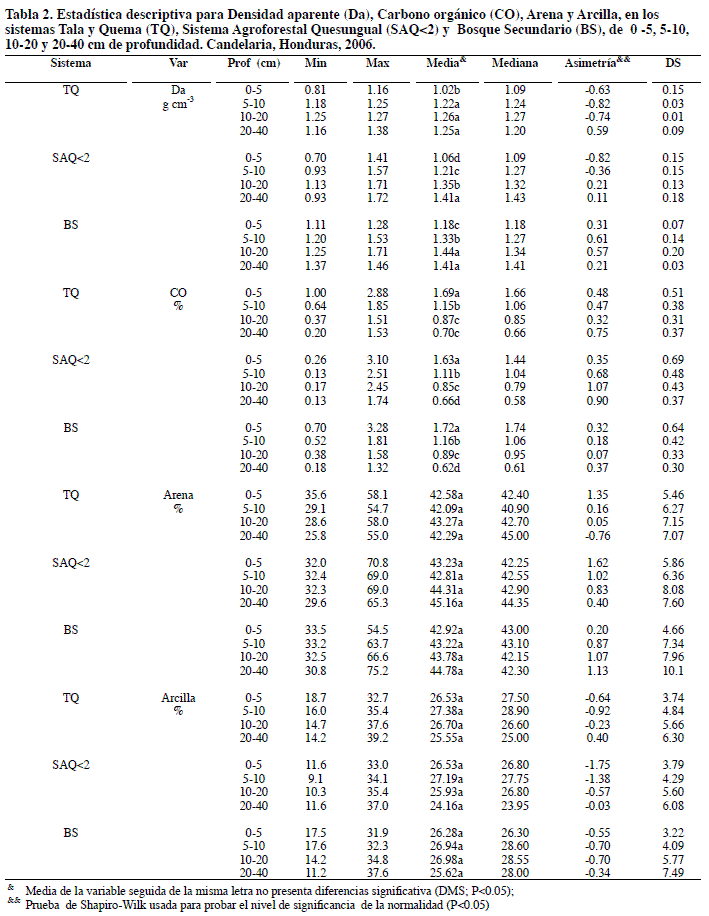 Tabla 2. Estadística descriptiva para Densidad aparente (Da), Carbono orgánico (CO), Arena y Arcilla, en los
sistemas Tala y Quema (TQ), Sistema Agroforestal Quesungual (SAQ<2) y Bosque Secundario (BS), de 0 -5, 5-10,
10-20 y 20-40 cm de profundidad. Candelaria, Honduras, 2006.
Sistema Var Prof (cm) Min Max Media& Mediana Asimetría&& DS
TQ Da 0-5 0.81 1.16 1.02b 1.09 -0.63 0.15
g cm-3 5-10 1.18 1.25 1.22a 1.24 -0.82 0.03
10-20 1.25 1.27 1.26a 1.27 -0.74 0.01
20-40 1.16 1.38 1.25a 1.20 0.59 0.09
SAQ<2 0-5 0.70 1.41 1.06d 1.09 -0.82 0.15
5-10 0.93 1.57 1.21c 1.27 -0.36 0.15
10-20 1.13 1.71 1.35b 1.32 0.21 0.13
20-40 0.93 1.72 1.41a 1.43 0.11 0.18
BS 0-5 1.11 1.28 1.18c 1.18 0.31 0.07
5-10 1.20 1.53 1.33b 1.27 0.61 0.14
10-20 1.25 1.71 1.44a 1.34 0.57 0.20
20-40 1.37 1.46 1.41a 1.41 0.21 0.03
TQ CO 0-5 1.00 2.88 1.69a 1.66 0.48 0.51
% 5-10 0.64 1.85 1.15b 1.06 0.47 0.38
10-20 0.37 1.51 0.87c 0.85 0.32 0.31
20-40 0.20 1.53 0.70c 0.66 0.75 0.37
SAQ<2 0-5 0.26 3.10 1.63a 1.44 0.35 0.69
5-10 0.13 2.51 1.11b 1.04 0.68 0.48
10-20 0.17 2.45 0.85c 0.79 1.07 0.43
20-40 0.13 1.74 0.66d 0.58 0.90 0.37
BS 0-5 0.70 3.28 1.72a 1.74 0.32 0.64
5-10 0.52 1.81 1.16b 1.06 0.18 0.42
10-20 0.38 1.58 0.89c 0.95 0.07 0.33
20-40 0.18 1.32 0.62d 0.61 0.37 0.30
TQ Arena 0-5 35.6 58.1 42.58a 42.40 1.35 5.46
% 5-10 29.1 54.7 42.09a 40.90 0.16 6.27
10-20 28.6 58.0 43.27a 42.70 0.05 7.15
20-40 25.8 55.0 42.29a 45.00 -0.76 7.07
SAQ<2 0-5 32.0 70.8 43.23a 42.25 1.62 5.86
5-10 32.4 69.0 42.81a 42.55 1.02 6.36
10-20 32.3 69.0 44.31a 42.90 0.83 8.08
20-40 29.6 65.3 45.16a 44.35 0.40 7.60
BS 0-5 33.5 54.5 42.92a 43.00 0.20 4.66
5-10 33.2 63.7 43.22a 43.10 0.87 7.34
10-20 32.5 66.6 43.78a 42.15 1.07 7.96
20-40 30.8 75.2 44.78a 42.30 1.13 10.1
TQ Arcilla 0-5 18.7 32.7 26.53a 27.50 -0.64 3.74
% 5-10 16.0 35.4 27.38a 28.90 -0.92 4.84
10-20 14.7 37.6 26.70a 26.60 -0.23 5.66
20-40 14.2 39.2 25.55a 25.00 0.40 6.30
SAQ<2 0-5 11.6 33.0 26.53a 26.80 -1.75 3.79
5-10 9.1 34.1 27.19a 27.75 -1.38 4.29
10-20 10.3 35.4 25.93a 26.80 -0.57 5.60
20-40 11.6 37.0 24.16a 23.95 -0.03 6.08
BS 0-5 17.5 31.9 26.28a 26.30 -0.55 3.22
5-10 17.6 32.3 26.94a 28.60 -0.70 4.09
10-20 14.2 34.8 26.98a 28.55 -0.70 5.77
20-40 11.2 37.6 25.62a 28.00 -0.34 7.49
& Media de la variable seguida de la misma letra no presenta diferencias significativa (DMS; P<0.05);
&& Prueba de Shapiro-Wilk usada para probar el nivel de significancia de la normalidad (P<0.05)